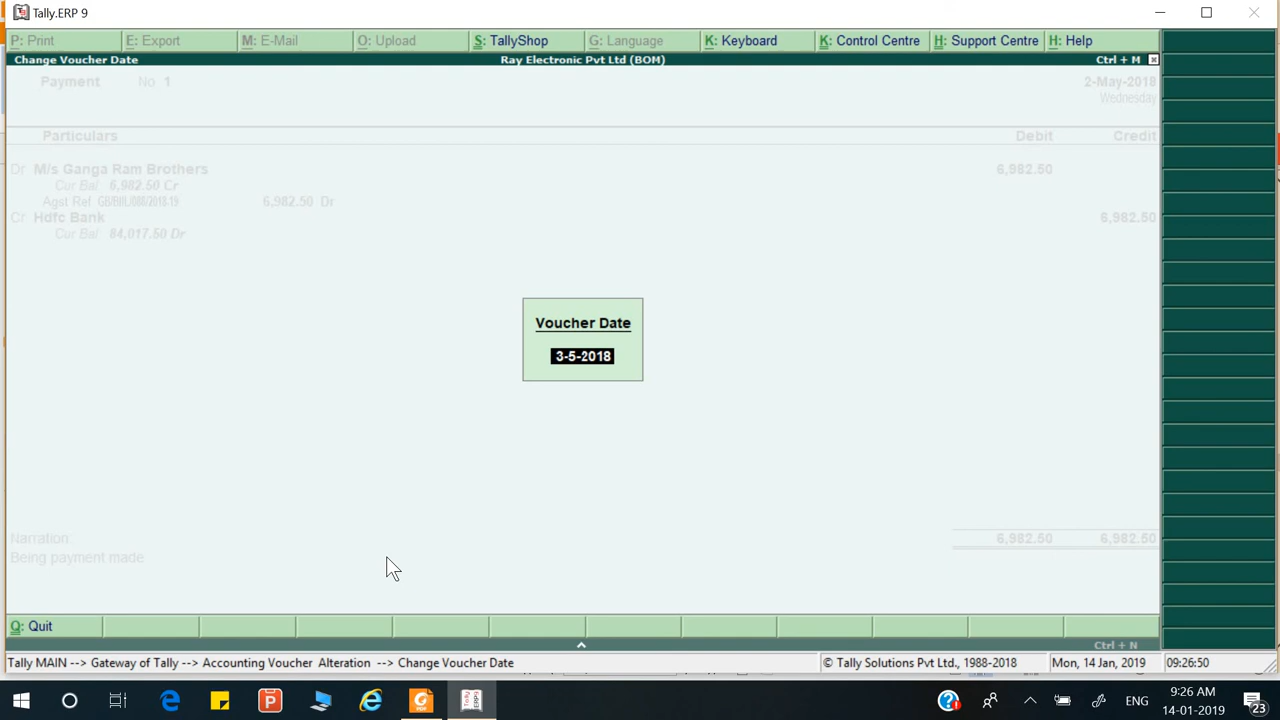 Tally.ERP 9
P: Print E: Export M: E-Mail O: Upload S: TallyShop G: Language K: Keyboard K: Control Centre H: Support Centre H: Help
Change Voucher Date Ray Electronic Pvt Ltd (BOM) Ctrl + M
Payment No. 1 2-May-2018
Wednesday
Particulars Debit Credit
Dr M/s Ganga Ram Brothers 6,982.50
Cur Bal: 6,982.50 Cr
Agst Ref GB/BIIL/088/2018-19 6,982.50 Dr
Cr Hdfc Bank 6,982.50
Cur Bal: 84,017.50 Dr
Voucher Date
3-5-2018
Narration:
6,982.50 6,982.50
Being payment made
Q: Quit
Ctrl + N
Tally MAIN --> Gateway of Tally --> Accounting Voucher Alteration --> Change Voucher Date © Tally Solutions Pvt Ltd., 1988-2018 Mon, 14 Jan, 2019 09:26:50
ENG 9:26 AM
14-01-2019 23